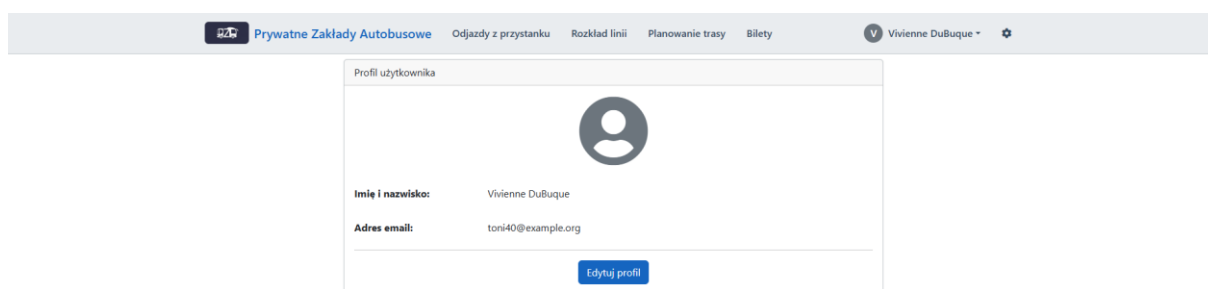 PZA Prywatne Zakłady Autobusowe Odjazdy z przystanku Rozkład linii Planowanie trasy Bilety V Vivienne DuBuque
Profil użytkownika
Imię i nazwisko: Vivienne DuBuque
Adres email: toni40@example.org
Edytuj profil